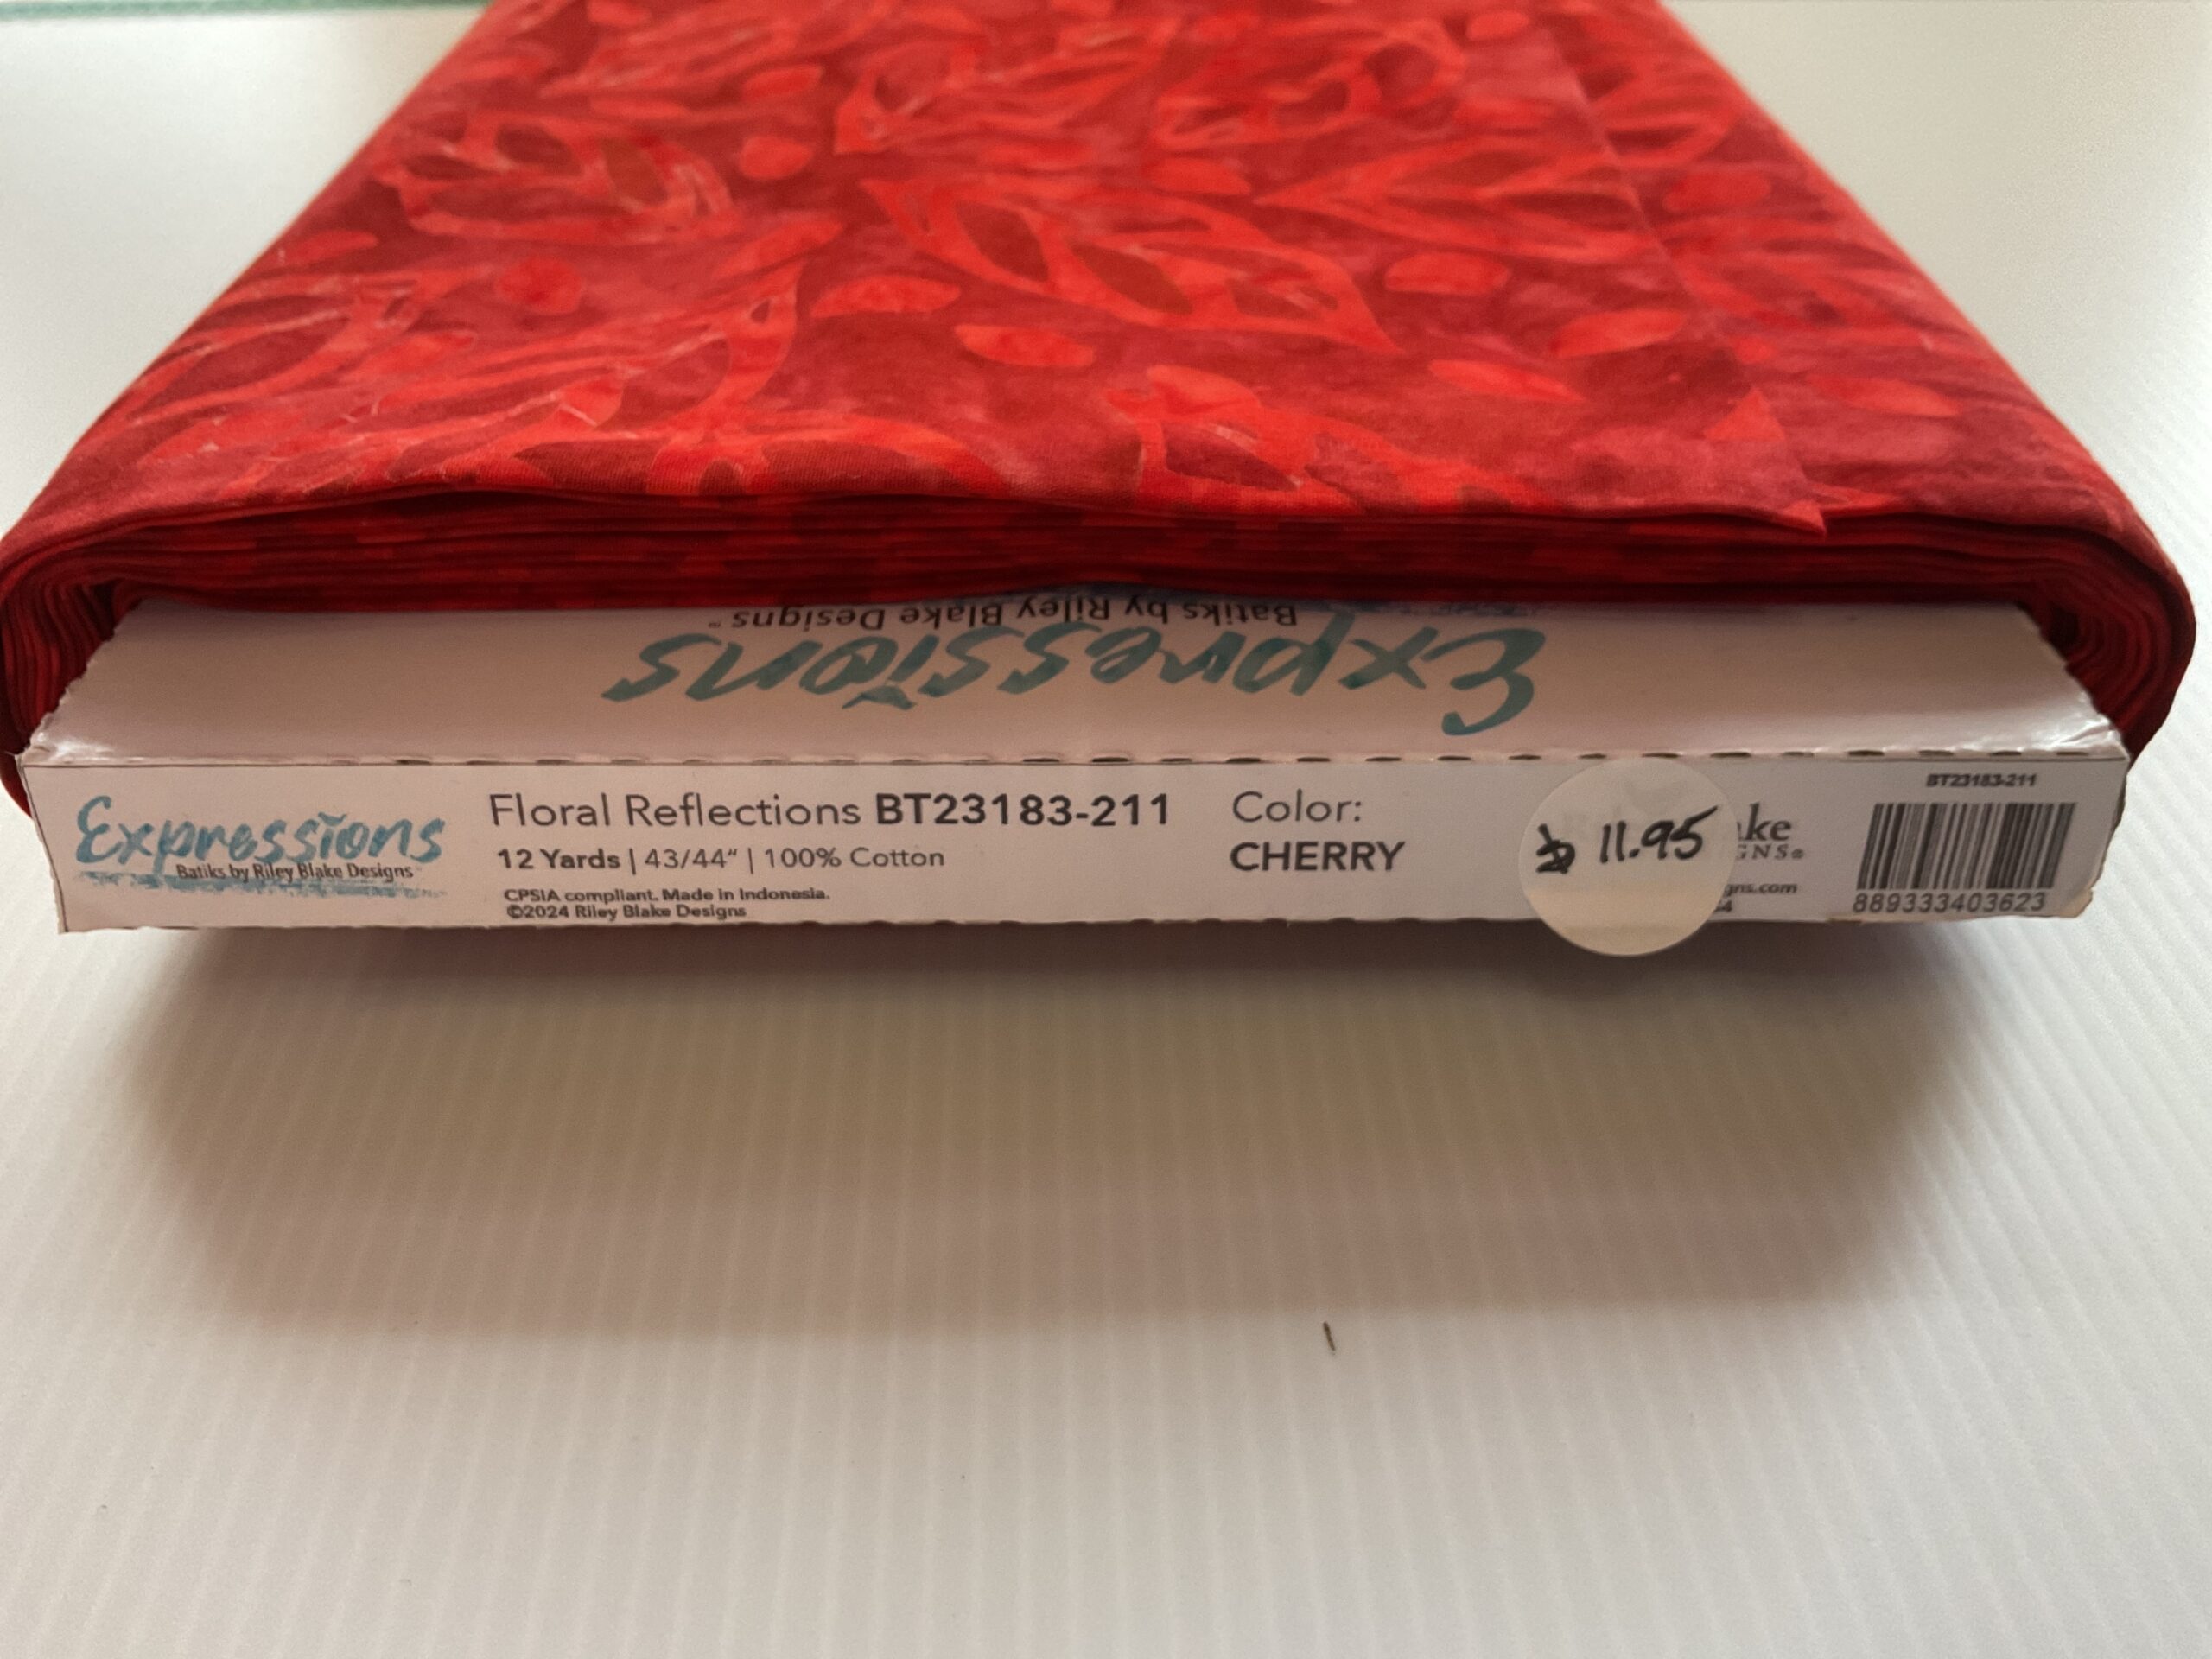 Batiks by Riley Blake Designs™
Expressions
Expressions
Batiks by Riley Blake Designs
Floral Reflections BT23183-211
12 Yards | 43/44" | 100% Cotton
CPSIA compliant. Made in Indonesia.
©2024 Riley Blake Designs
Color:
CHERRY
$ 11.95
BT23183-211
889333403623